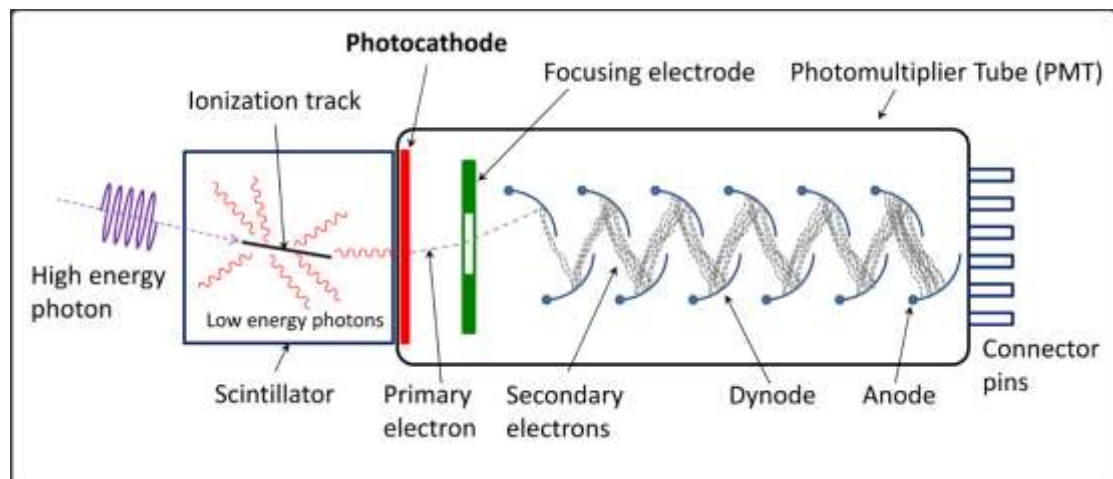 Photocathode
Focusing electrode
Photomultiplier Tube (PMT)
Ionization track
High energy
photon
Low energy photons
Scintillator
Primary
electron
Secondary
electrons
Dynode
Anode
Connector
pins